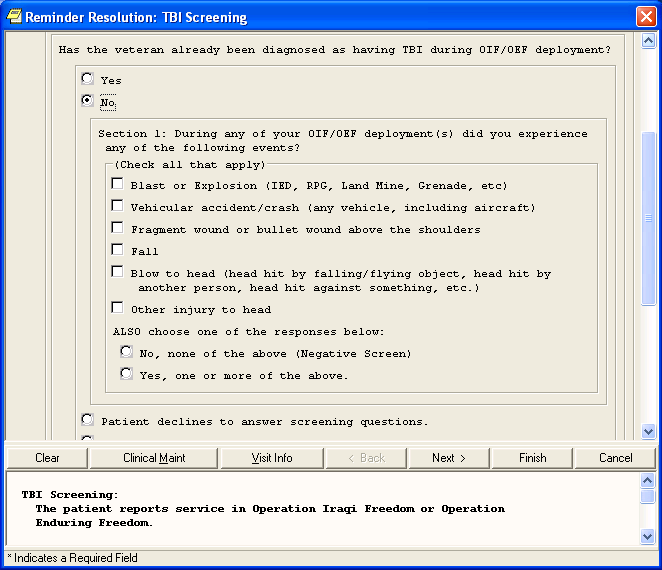 Reminder Resolution: TBI Screening
Has the veteran already been diagnosed as having TBI during OIF/OEF deployment?
Yes
No
Section 1: During any of your OIF/OEF deployment(s) did you experience
any of the following events?
(Check all that apply)
Blast or Explosion (IED, RPG, Land Mine, Grenade, etc)
Vehicular accident/crash (any vehicle, including aircraft)
Fragment wound or bullet wound above the shoulders
Fall
Blow to head (head hit by falling/flying object, head hit by
another person, head hit against something, etc.)
Other injury to head
ALSO choose one of the responses below:
No, none of the above (Negative Screen)
Yes, one or more of the above.
Patient declines to answer screening questions.
Clear Clinical Maint Visit Info < Back Next > Finish Cancel
TBI Screening:
The patient reports service in Operation Iraqi Freedom or Operation
Enduring Freedom.
* Indicates a Required Field